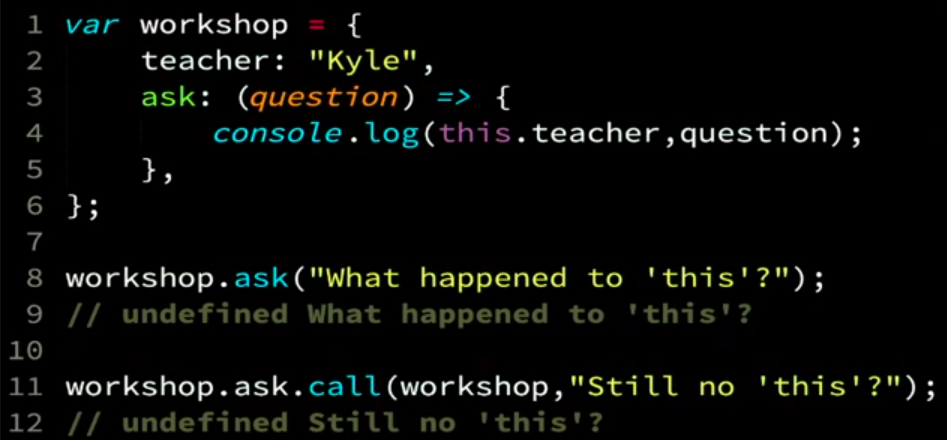 1 var workshop = {
2     teacher: "Kyle",
3     ask: (question) => {
4         console.log(this.teacher,question);
5     },
6 };
7
8 workshop.ask("What happened to 'this'?");
9 // undefined What happened to 'this'?
10
11 workshop.ask.call(workshop,"Still no 'this'?");
12 // undefined Still no 'this'?